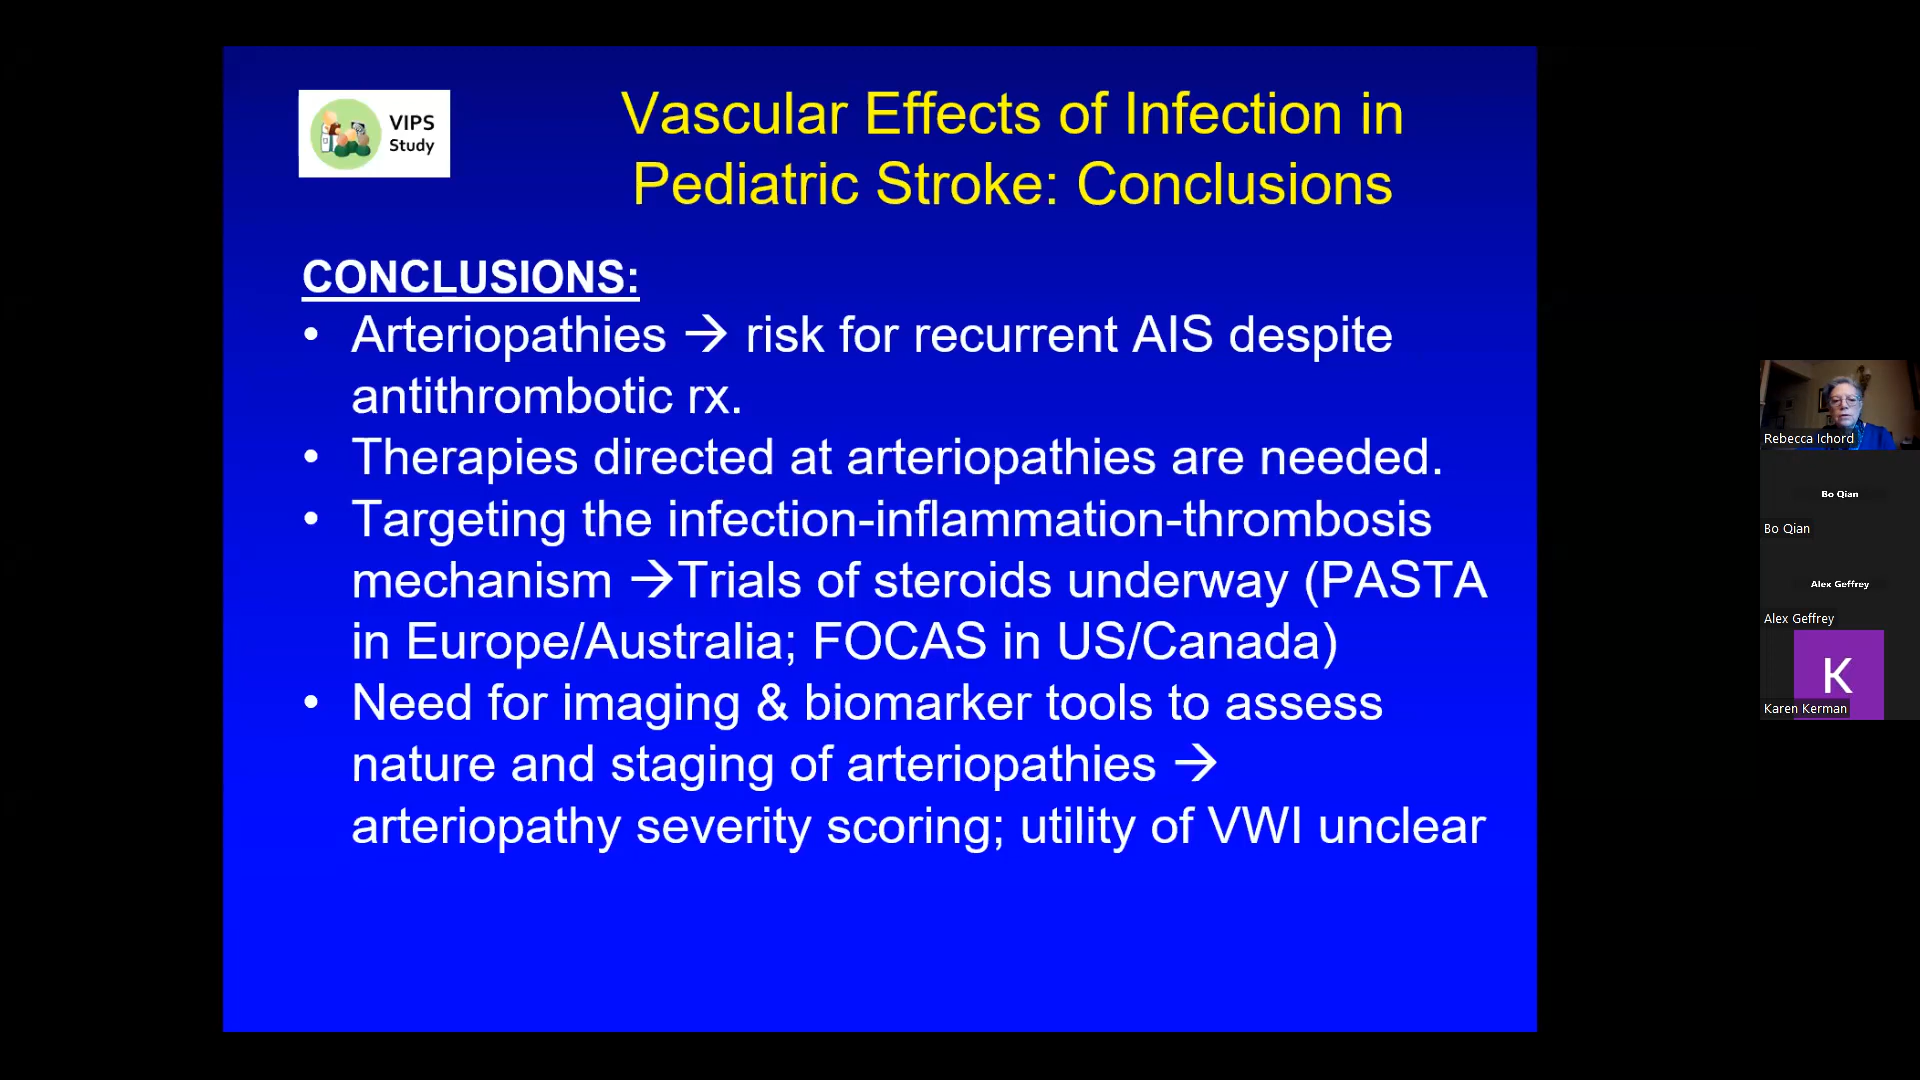 VIPS
Study
Vascular Effects of Infection in
Pediatric Stroke: Conclusions
CONCLUSIONS:
• Arteriopathies → risk for recurrent AIS despite
antithrombotic rx.
• Therapies directed at arteriopathies are needed.
• Targeting the infection-inflammation-thrombosis
mechanism →Trials of steroids underway (PASTA
in Europe/Australia; FOCAS in US/Canada)
• Need for imaging & biomarker tools to assess
nature and staging of arteriopathies →
arteriopathy severity scoring; utility of VWI unclear
Rebecca Ichord
Bo Qian
Bo Qian
Alex Geffrey
Alex Geffrey
K
Karen Kerman